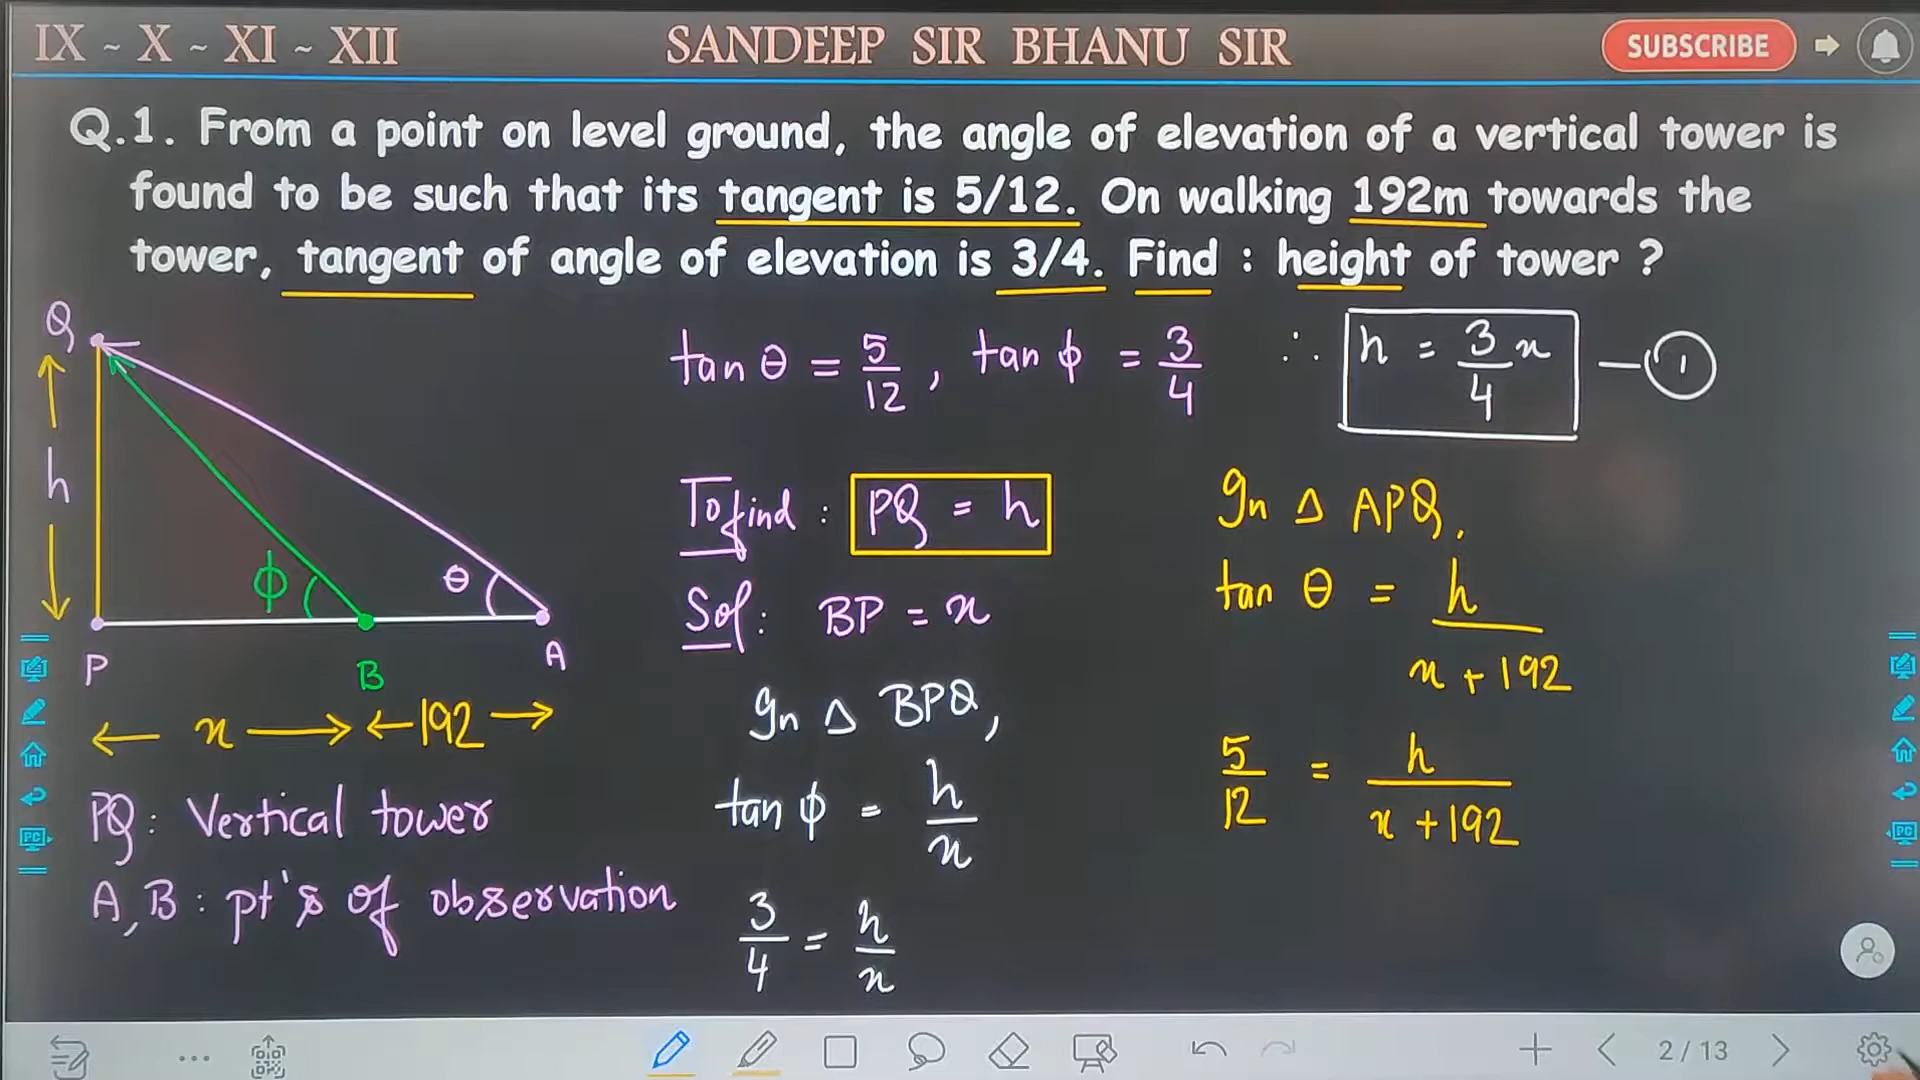 IX ~ X ~ XI ~ XII
SANDEEP SIR BHANU SIR
SUBSCRIBE
Q.1. From a point on level ground, the angle of elevation of a vertical tower is
found to be such that its tangent is 5/12. On walking 192m towards the
tower, tangent of angle of elevation is 3/4. Find : height of tower ?
Q
h
ϕ
θ
P
B
A
x
192
PQ: Vertical tower
A, B : pt's of observation
tan θ = 5/12 , tan ϕ = 3/4
To find : PQ = h
Sol: BP = x
In Δ BPQ,
tan ϕ = h/x
3/4 = h/x
∴ h = 3/4 x — 1
In Δ APQ,
tan θ = h/x + 192
5/12 = h/x + 192
PC
PC
2 / 13